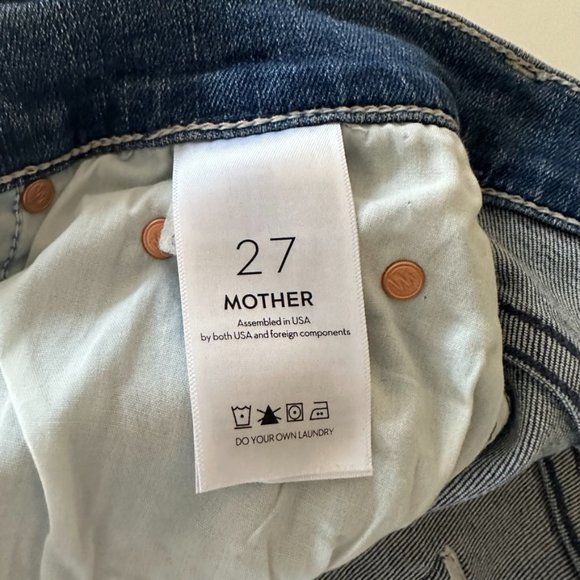 27
MOTHER
Assembled in USA
by both USA and foreign components
DO YOUR OWN LAUNDRY